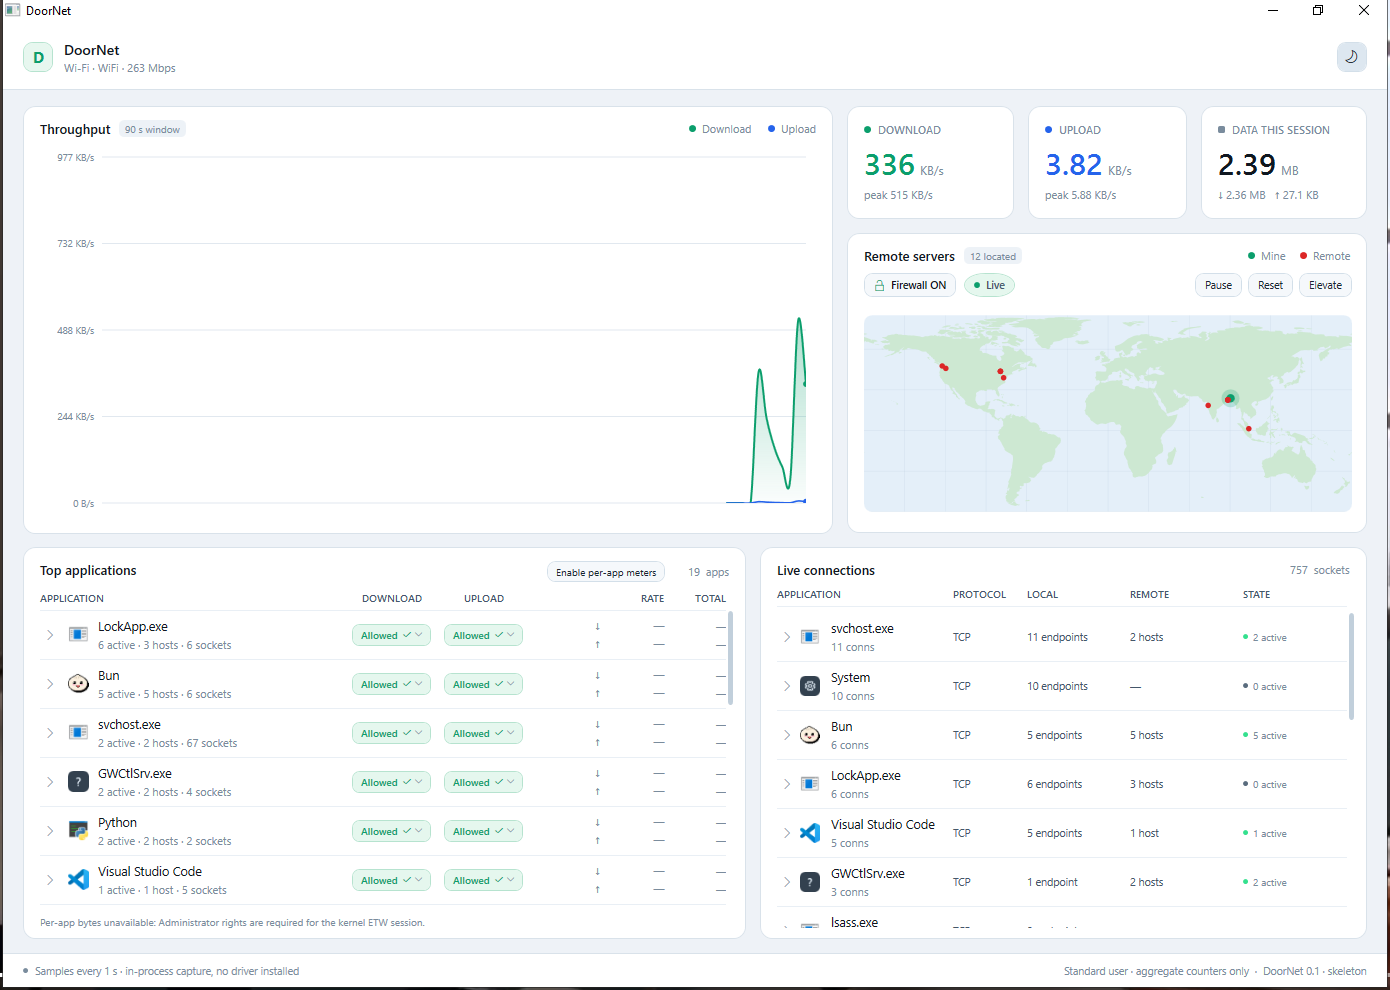 DoorNet
D
DoorNet
Wi-Fi · WiFi · 263 Mbps
Throughput 90 s window Download Upload
977 KB/s
732 KB/s
488 KB/s
244 KB/s
0 B/s
DOWNLOAD
336 KB/s
peak 515 KB/s
UPLOAD
3.82 KB/s
peak 5.88 KB/s
DATA THIS SESSION
2.39 MB
↓ 2.36 MB ↑ 27.1 KB
Remote servers 12 located Mine Remote
Firewall ON Live Pause Reset Elevate
Top applications Enable per-app meters 19 apps
APPLICATION DOWNLOAD UPLOAD RATE TOTAL
LockApp.exe
6 active · 3 hosts · 6 sockets
Allowed ✓ Allowed ✓ ↓ — —
↑ — —
Bun
5 active · 5 hosts · 6 sockets
Allowed ✓ Allowed ✓ ↓ — —
↑ — —
svchost.exe
2 active · 2 hosts · 67 sockets
Allowed ✓ Allowed ✓ ↓ — —
↑ — —
? GWCtlSrv.exe
2 active · 2 hosts · 4 sockets
Allowed ✓ Allowed ✓ ↓ — —
↑ — —
Python
2 active · 2 hosts · 2 sockets
Allowed ✓ Allowed ✓ ↓ — —
↑ — —
Visual Studio Code
1 active · 1 host · 5 sockets
Allowed ✓ Allowed ✓ ↓ — —
↑ — —
Per-app bytes unavailable: Administrator rights are required for the kernel ETW session.
Live connections 757 sockets
APPLICATION PROTOCOL LOCAL REMOTE STATE
svchost.exe
11 conns
TCP 11 endpoints 2 hosts 2 active
System
10 conns
TCP 10 endpoints — 0 active
Bun
6 conns
TCP 5 endpoints 5 hosts 5 active
LockApp.exe
6 conns
TCP 6 endpoints 3 hosts 0 active
Visual Studio Code
5 conns
TCP 5 endpoints 1 host 1 active
? GWCtlSrv.exe
3 conns
TCP 1 endpoint 2 hosts 2 active
lsass.exe
Samples every 1 s · in-process capture, no driver installed
Standard user · aggregate counters only · DoorNet 0.1 · skeleton